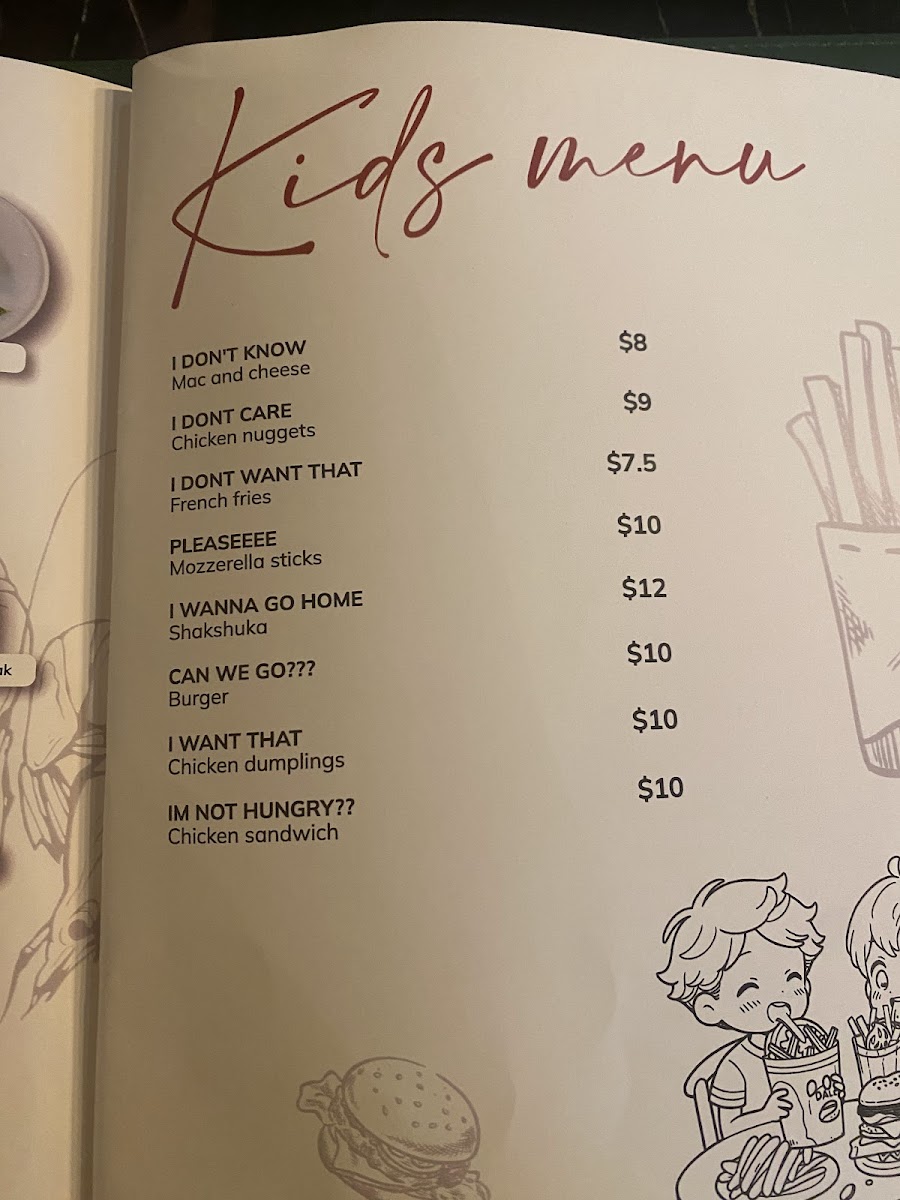 Kids menu
I DON'T KNOW $8
Mac and cheese
I DONT CARE $9
Chicken nuggets
I DONT WANT THAT $7.5
French fries
PLEASEEEE $10
Mozzerella sticks
I WANNA GO HOME $12
Shakshuka
CAN WE GO??? $10
Burger
I WANT THAT $10
Chicken dumplings
IM NOT HUNGRY?? $10
Chicken sandwich